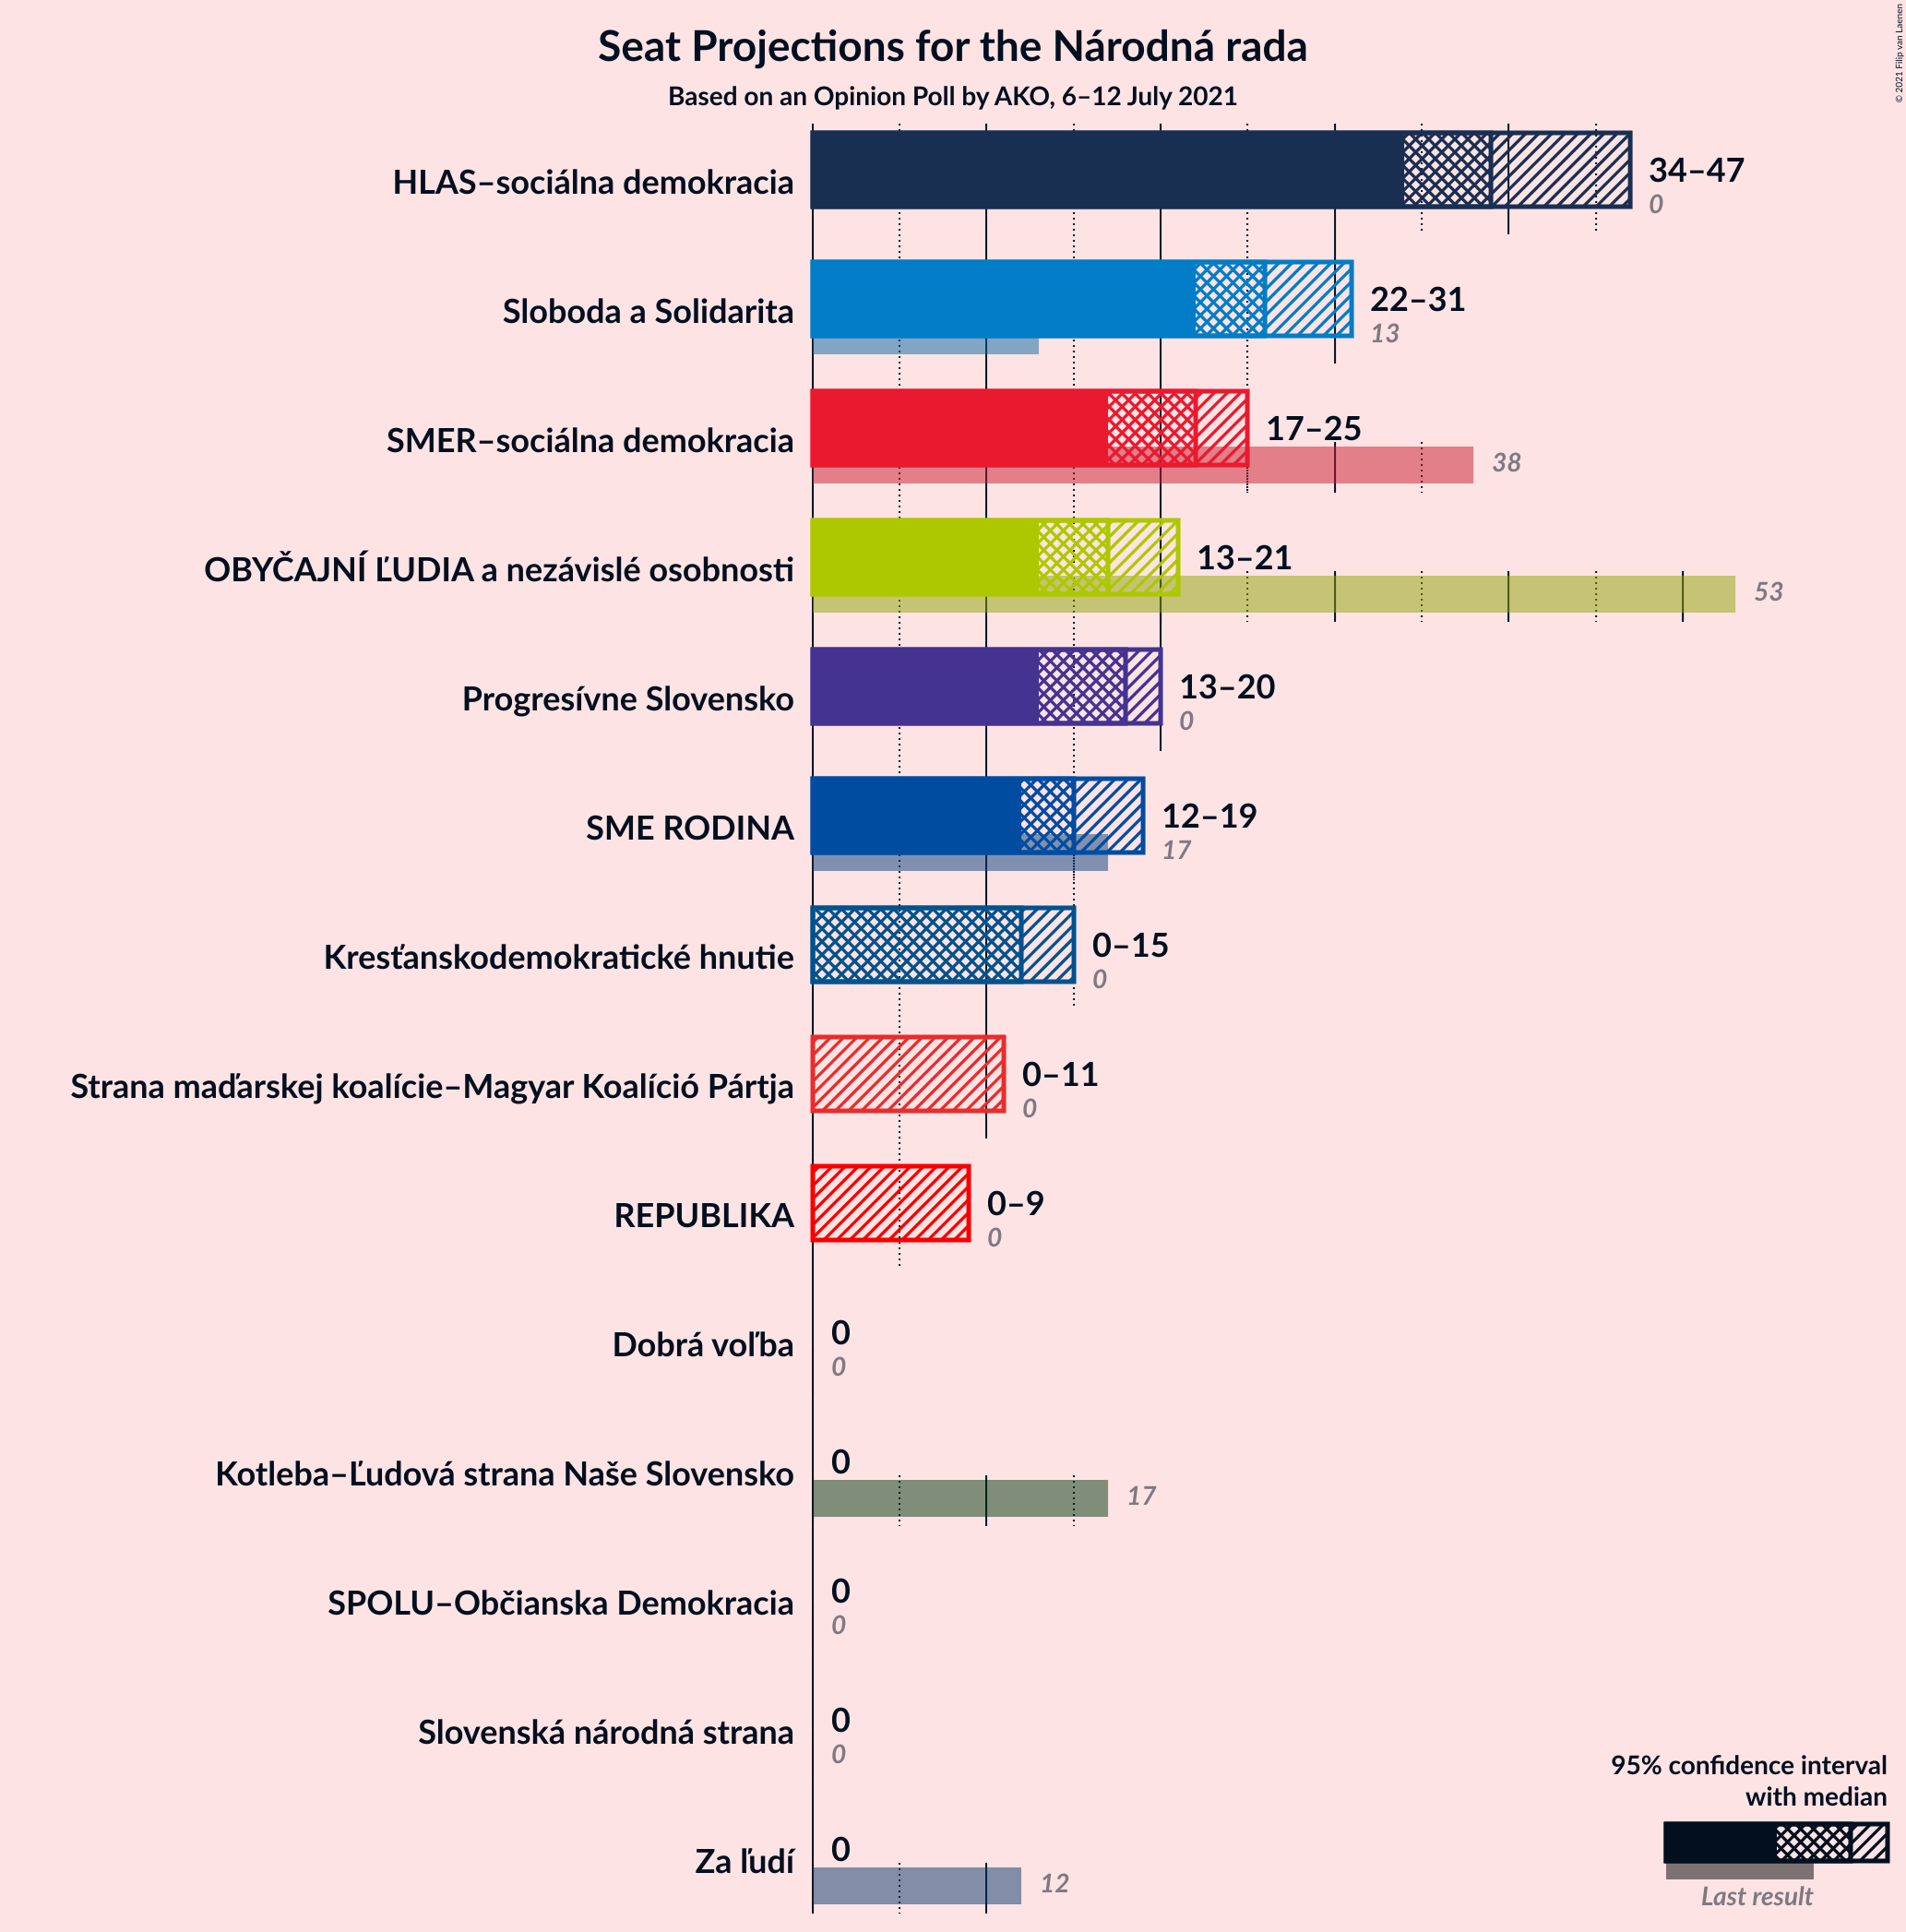 Seat Projections for the Národná rada
Based on an Opinion Poll by AKO, 6–12 July 2021
© 2021 Filip van Laenen
HLAS–sociálna demokracia
34–47
0
Sloboda a Solidarita
22–31
13
SMER–sociálna demokracia
17–25
38
OBYČAJNÍ ĽUDIA a nezávislé osobnosti
13–21
53
Progresívne Slovensko
13–20
0
SME RODINA
12–19
17
Kresťanskodemokratické hnutie
0–15
0
Strana maďarskej koalície–Magyar Koalíció Pártja
0–11
0
REPUBLIKA
0–9
0
Dobrá voľba
0
0
Kotleba–Ľudová strana Naše Slovensko
0
17
SPOLU–Občianska Demokracia
0
0
Slovenská národná strana
0
0
Za ľudí
0
12
95% confidence interval
with median
Last result